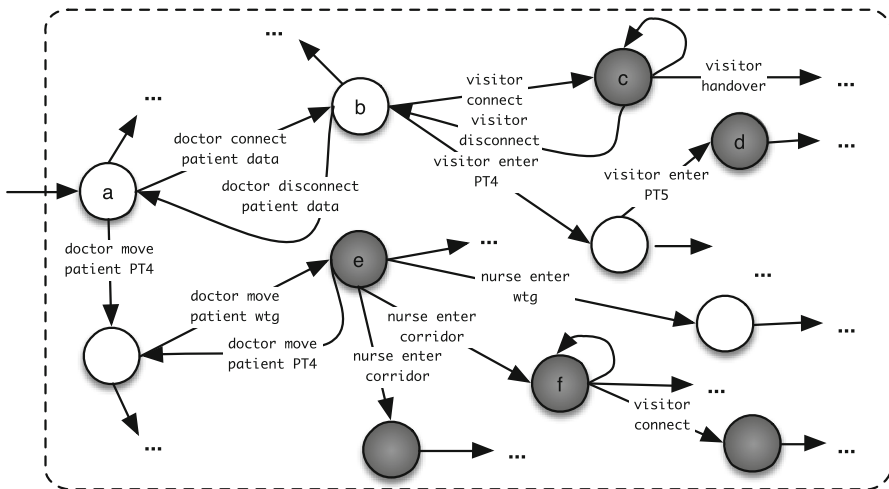 ...
...
visitor
connect
c
visitor
handover
...
b
doctor connect
patient data
visitor
disconnect
visitor enter
PT4
d
...
a
doctor disconnect
patient data
visitor enter
PT5
doctor move
patient PT4
e
...
...
doctor move
patient wtg
nurse enter
wtg
nurse enter
corridor
...
doctor move
patient PT4
nurse enter
corridor
f
...
visitor
connect
...
...
...